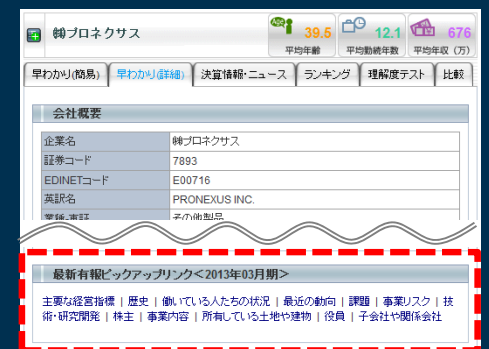 ㈱プロネクサス
Age 39.5 12.1 676
平均年齢 平均勤続年数 平均年収(万)
早わかり(簡易) 早わかり(詳細) 決算情報・ニュース ランキング 理解度テスト 比較
会社概要
企業名 ㈱プロネクサス
証券コード 7893
EDINETコード E00716
英訳名 PRONEXUS INC.
業種-東証 その他製品
最新有報ピックアップリンク<2013年03月期>
主要な経営指標 | 歴史 | 働いている人たちの状況 | 最近の動向 | 課題 | 事業リスク | 技
術・研究開発 | 株主 | 事業内容 | 所有している土地や建物 | 役員 | 子会社や関係会社